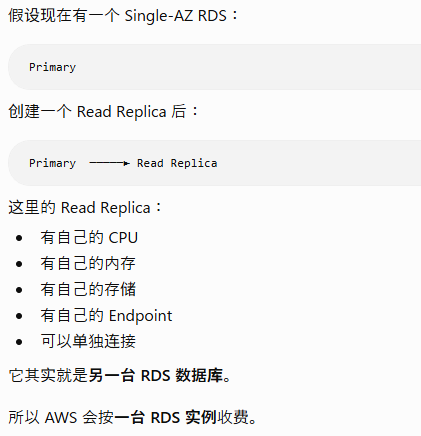 假设现在有一个 Single-AZ RDS：
Primary
创建一个 Read Replica 后：
Primary ─────► Read Replica
这里的 Read Replica：
• 有自己的 CPU
• 有自己的内存
• 有自己的存储
• 有自己的 Endpoint
• 可以单独连接
它其实就是另一台 RDS 数据库。
所以 AWS 会按一台 RDS 实例收费。